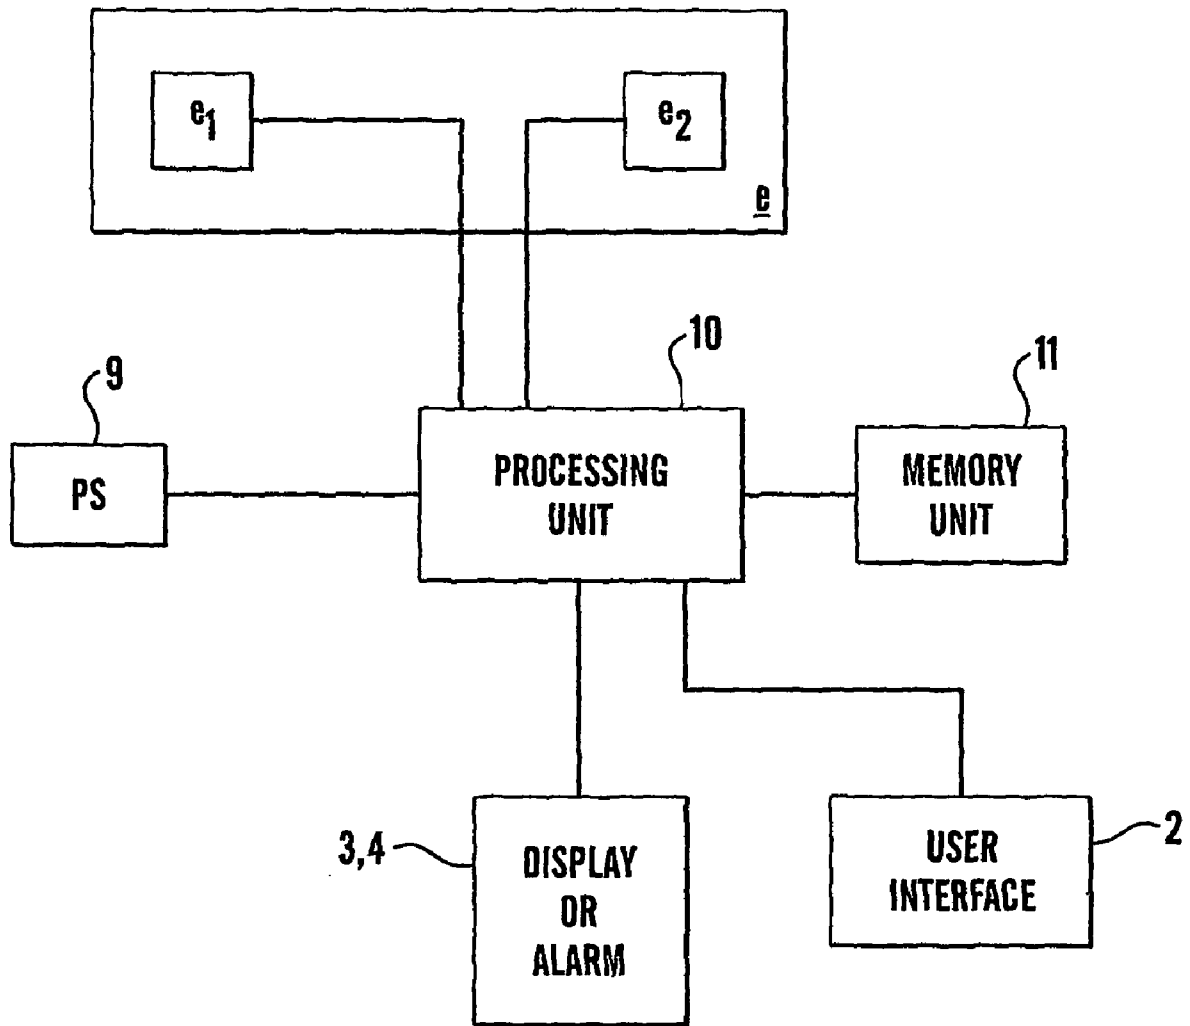 e1
e2
e
10
11
9
PS
PROCESSING
UNIT
MEMORY
UNIT
3,4
DISPLAY
OR
ALARM
USER
INTERFACE
2